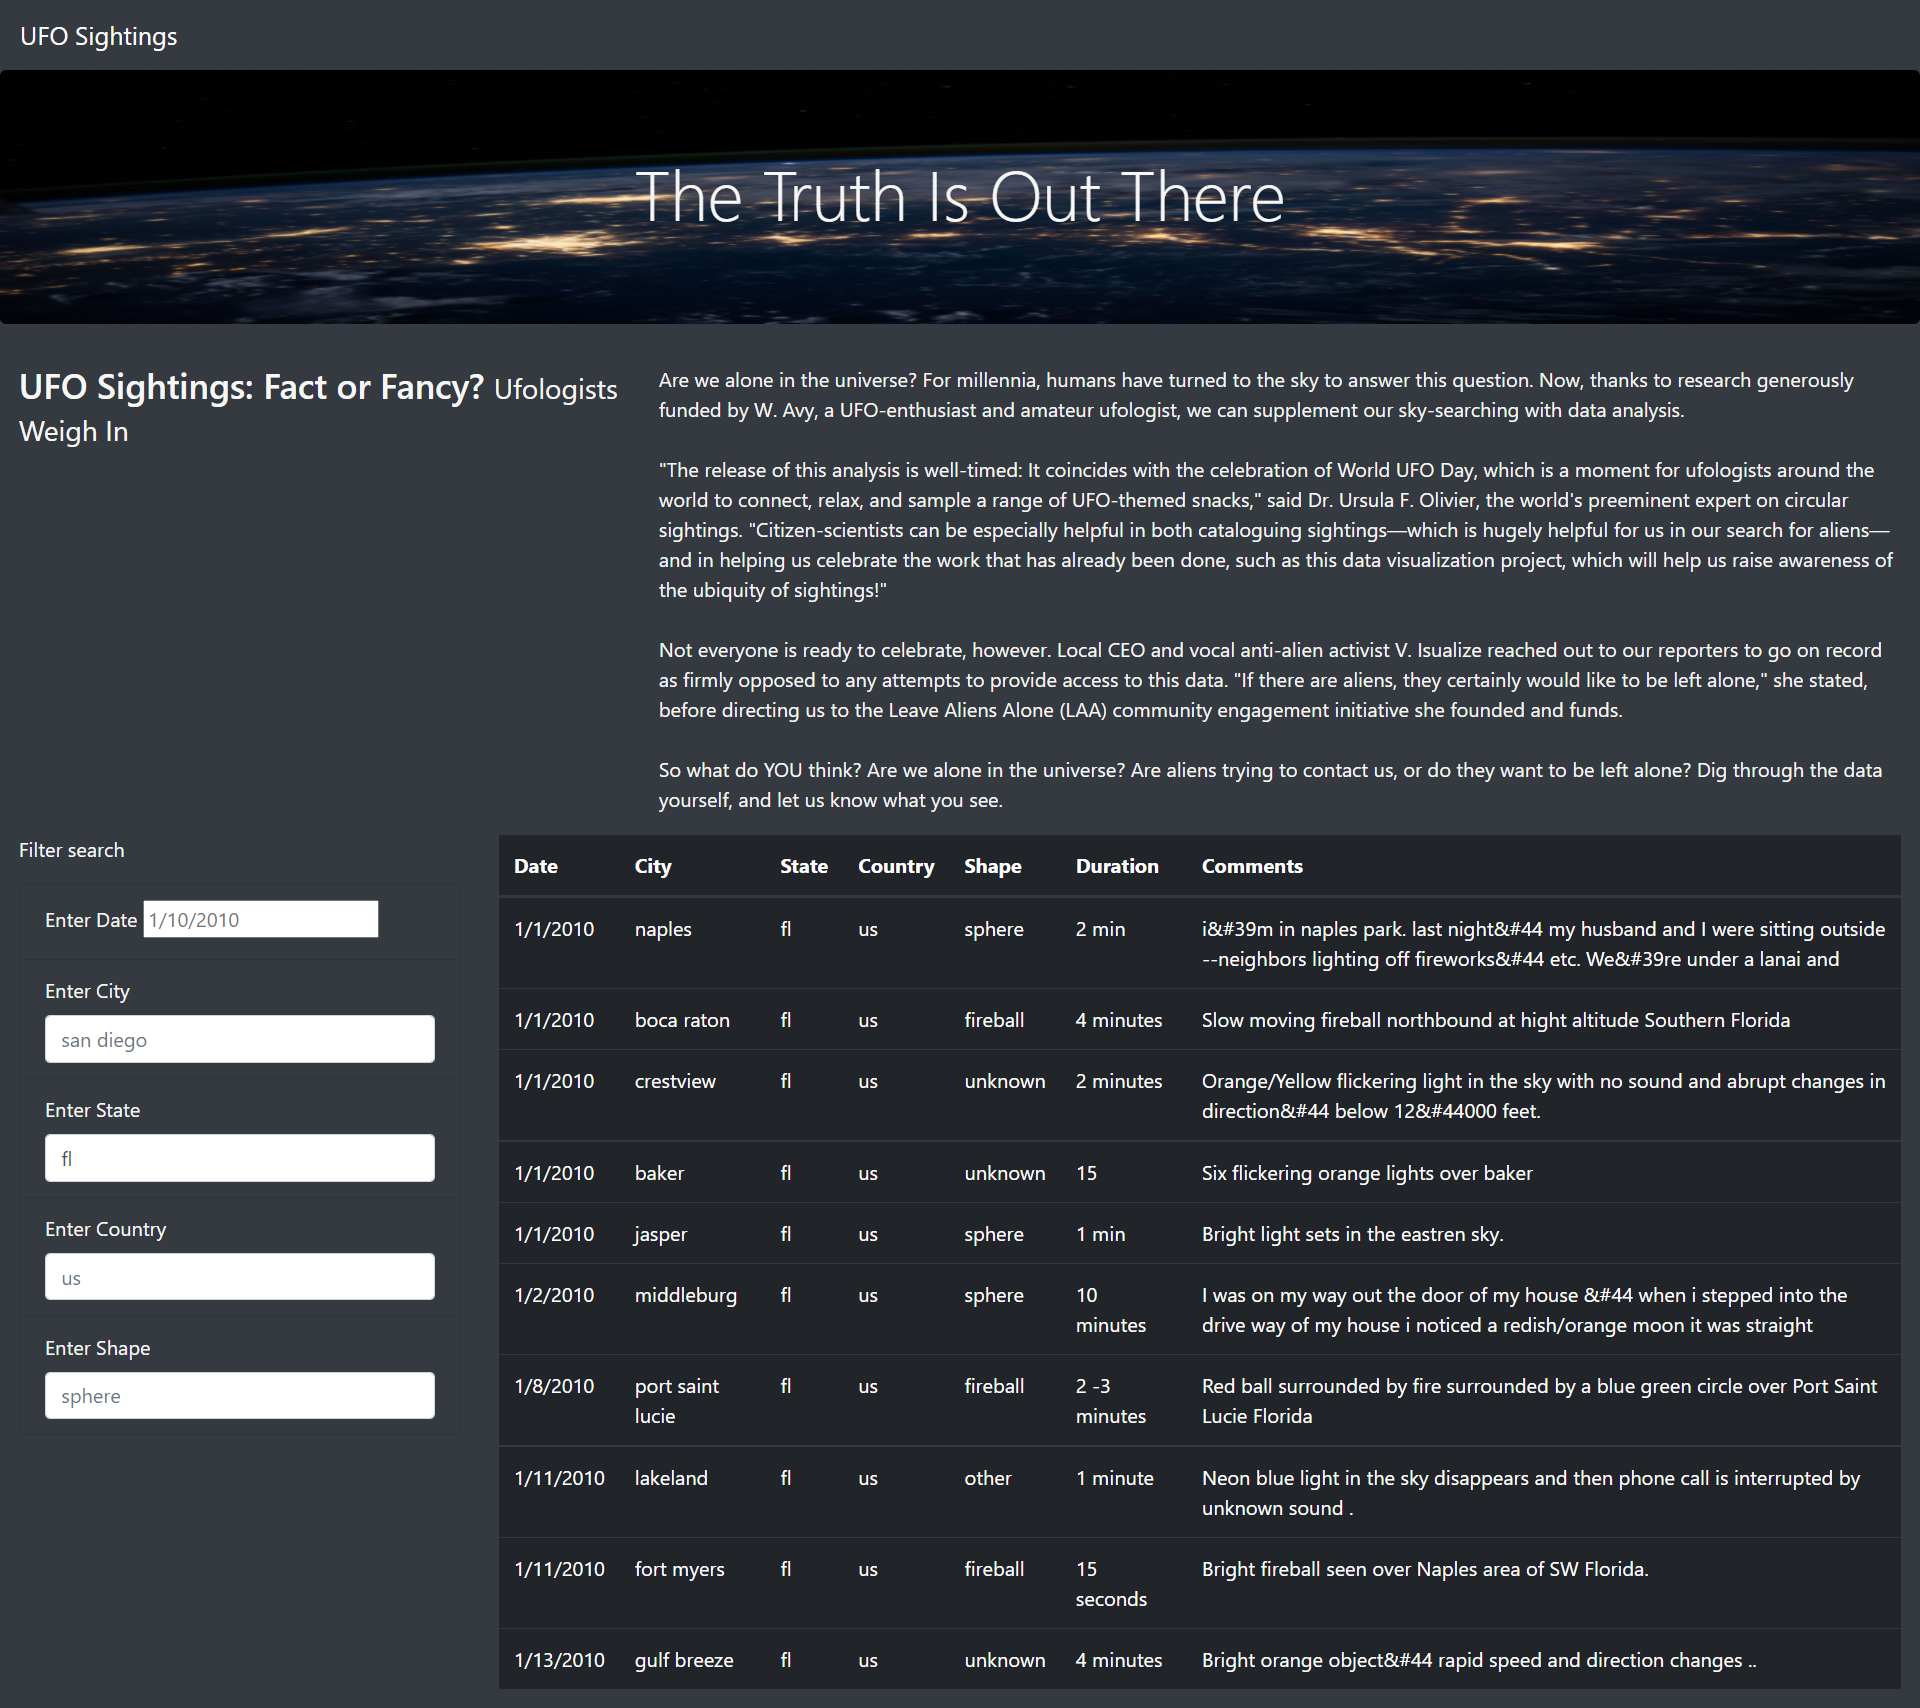 UFO Sightings
The Truth Is Out There
UFO Sightings: Fact or Fancy? Ufologists
Weigh In
Are we alone in the universe? For millennia, humans have turned to the sky to answer this question. Now, thanks to research generously
funded by W. Avy, a UFO-enthusiast and amateur ufologist, we can supplement our sky-searching with data analysis.
"The release of this analysis is well-timed: It coincides with the celebration of World UFO Day, which is a moment for ufologists around the
world to connect, relax, and sample a range of UFO-themed snacks," said Dr. Ursula F. Olivier, the world's preeminent expert on circular
sightings. "Citizen-scientists can be especially helpful in both cataloguing sightings—which is hugely helpful for us in our search for aliens—
and in helping us celebrate the work that has already been done, such as this data visualization project, which will help us raise awareness of
the ubiquity of sightings!"
Not everyone is ready to celebrate, however. Local CEO and vocal anti-alien activist V. Isualize reached out to our reporters to go on record
as firmly opposed to any attempts to provide access to this data. "If there are aliens, they certainly would like to be left alone," she stated,
before directing us to the Leave Aliens Alone (LAA) community engagement initiative she founded and funds.
So what do YOU think? Are we alone in the universe? Are aliens trying to contact us, or do they want to be left alone? Dig through the data
yourself, and let us know what you see.
Filter search
Enter Date 1/10/2010
Enter City
san diego
Enter State
fl
Enter Country
us
Enter Shape
sphere
Date City State Country Shape Duration Comments
1/1/2010 naples fl us sphere 2 min i&#39m in naples park. last night&#44 my husband and I were sitting outside
--neighbors lighting off fireworks&#44 etc. We&#39re under a lanai and
1/1/2010 boca raton fl us fireball 4 minutes Slow moving fireball northbound at hight altitude Southern Florida
1/1/2010 crestview fl us unknown 2 minutes Orange/Yellow flickering light in the sky with no sound and abrupt changes in
direction&#44 below 12&#44000 feet.
1/1/2010 baker fl us unknown 15 Six flickering orange lights over baker
1/1/2010 jasper fl us sphere 1 min Bright light sets in the eastren sky.
1/2/2010 middleburg fl us sphere 10 I was on my way out the door of my house &#44 when i stepped into the
minutes drive way of my house i noticed a redish/orange moon it was straight
1/8/2010 port saint fl us fireball 2 -3 Red ball surrounded by fire surrounded by a blue green circle over Port Saint
lucie minutes Lucie Florida
1/11/2010 lakeland fl us other 1 minute Neon blue light in the sky disappears and then phone call is interrupted by
unknown sound .
1/11/2010 fort myers fl us fireball 15 Bright fireball seen over Naples area of SW Florida.
seconds
1/13/2010 gulf breeze fl us unknown 4 minutes Bright orange object&#44 rapid speed and direction changes ..